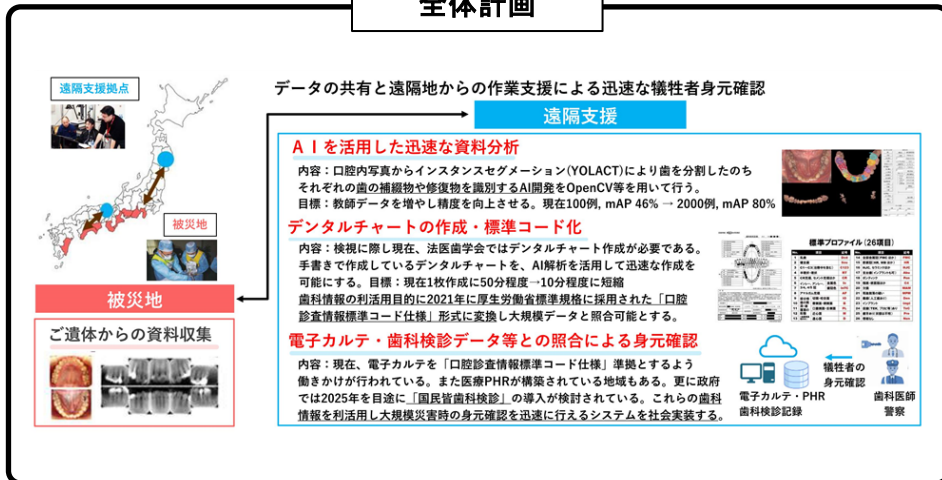 全体計画
遠隔支援拠点
被災地
データの共有と遠隔地からの作業支援による迅速な犠牲者身元確認
遠隔支援
被災地
ご遺体からの資料収集
AIを活用した迅速な資料分析
内容：口腔内写真からインスタンスセグメーション(YOLACT)により歯を分割したのち
それぞれの歯の補綴物や修復物を識別するAI開発をOpenCV等を用いて行う。
目標：教師データを増やし精度を向上させる。現在100例, mAP 46% → 2000例, mAP 80%
デンタルチャートの作成・標準コード化
内容：検視に際し現在、法医歯学会ではデンタルチャート作成が必要である。
手書きで作成しているデンタルチャートを、AI解析を活用して迅速な作成を
可能にする。目標：現在1枚作成に50分程度→10分程度に短縮
歯科情報の利活用目的に2021年に厚生労働省標準規格に採用された「口腔
診査情報標準コード仕様」形式に変換し大規模データと照合可能とする。
標準プロファイル (26項目)
電子カルテ・歯科検診データ等との照合による身元確認
内容：現在、電子カルテを「口腔診査情報標準コード仕様」準拠とするよう
働きかけが行われている。また医療PHRが構築されている地域もある。更に政府
では2025年を目途に「国民皆歯科検診」の導入が検討されている。これらの歯科
情報を利活用し大規模災害時の身元確認を迅速に行えるシステムを社会実装する。
犠牲者の
身元確認
電子カルテ・PHR
歯科検診記録
歯科医師
警察